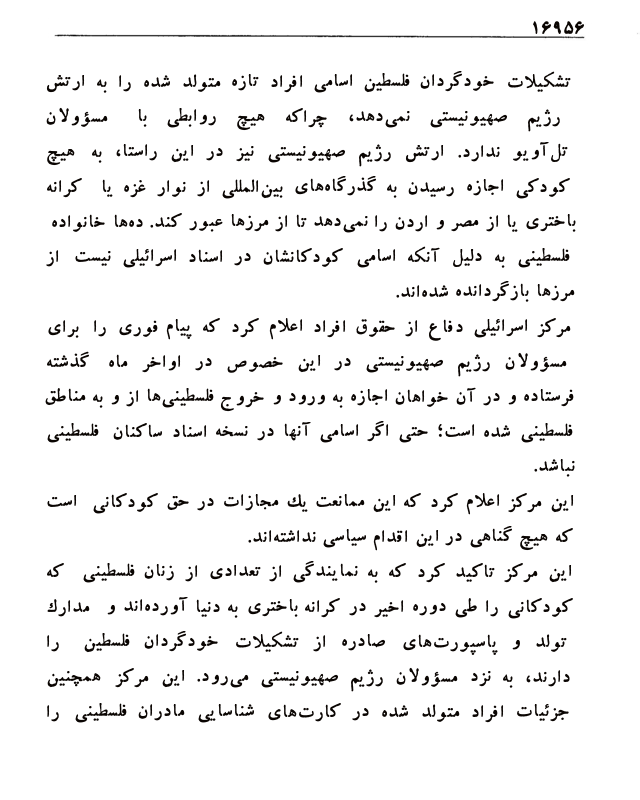 ۱۶۹۵۶
تشکیلات خودگردان فلسطین اسامی افراد تازه متولد شده را به ارتش
رژیم صهیونیستی نمی‌دهد، چراکه هیچ روابطی با مسؤولان
تل‌آویو ندارد. ارتش رژیم صهیونیستی نیز در این راستا، به هیچ
کودکی اجازه رسیدن به گذرگاه‌های بین‌المللی از نوار غزه یا کرانه
باختری یا از مصر و اردن را نمی‌دهد تا از مرزها عبور کند. ده‌ها خانواده
فلسطینی به دلیل آنکه اسامی کودکانشان در اسناد اسرائیلی نیست از
مرزها بازگردانده شده‌اند.
مرکز اسرائیلی دفاع از حقوق افراد اعلام کرد که پیام فوری را برای
مسؤولان رژیم صهیونیستی در این خصوص در اواخر ماه گذشته
فرستاده و در آن خواهان اجازه به ورود و خروج فلسطینی‌ها از و به مناطق
فلسطینی شده است؛ حتی اگر اسامی آنها در نسخه اسناد ساکنان فلسطینی
نباشد.
این مرکز اعلام کرد که این ممانعت یك مجازات در حق کودکانی است
که هیچ گناهی در این اقدام سیاسی نداشته‌اند.
این مرکز تاکید کرد که به نمایندگی از تعدادی از زنان فلسطینی که
کودکانی را طی دوره اخیر در کرانه باختری به دنیا آورده‌اند و مدارك
تولد و پاسپورت‌های صادره از تشکیلات خودگردان فلسطین را
دارند، به نزد مسؤولان رژیم صهیونیستی می‌رود. این مرکز همچنین
جزئیات افراد متولد شده در کارت‌های شناسایی مادران فلسطینی را